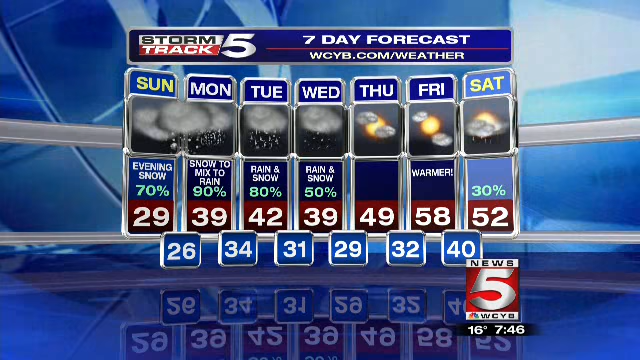 STORM TRACK 5
7 DAY FORECAST
WCYB.COM/WEATHER
SUN MON TUE WED THU FRI SAT
EVENING SNOW 70% 29
SNOW TO MIX TO RAIN 90% 39
RAIN & SNOW 80% 42
RAIN & SNOW 50% 39
49
WARMER! 58
30% 52
26 34 31 29 32 40
NEWS
5
WCYB
16° 7:46